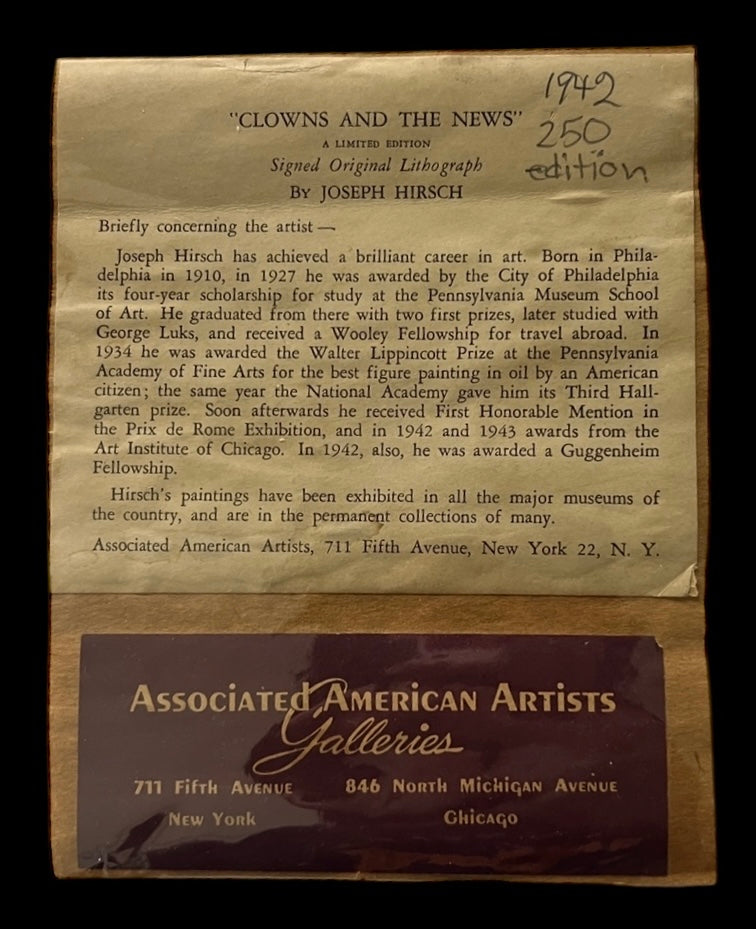 "CLOWNS AND THE NEWS"
A LIMITED EDITION
Signed Original Lithograph
BY JOSEPH HIRSCH
1942
250
edition
Briefly concerning the artist—
Joseph Hirsch has achieved a brilliant career in art. Born in Phila-
delphia in 1910, in 1927 he was awarded by the City of Philadelphia
its four-year scholarship for study at the Pennsylvania Museum School
of Art. He graduated from there with two first prizes, later studied with
George Luks, and received a Wooley Fellowship for travel abroad. In
1934 he was awarded the Walter Lippincott Prize at the Pennsylvania
Academy of Fine Arts for the best figure painting in oil by an American
citizen; the same year the National Academy gave him its Third Hall-
garten prize. Soon afterwards he received First Honorable Mention in
the Prix de Rome Exhibition, and in 1942 and 1943 awards from the
Art Institute of Chicago. In 1942, also, he was awarded a Guggenheim
Fellowship.
Hirsch's paintings have been exhibited in all the major museums of
the country, and are in the permanent collections of many.
Associated American Artists, 711 Fifth Avenue, New York 22, N. Y.
ASSOCIATED AMERICAN ARTISTS
Galleries
711 FIFTH AVENUE 846 NORTH MICHIGAN AVENUE
NEW YORK CHICAGO